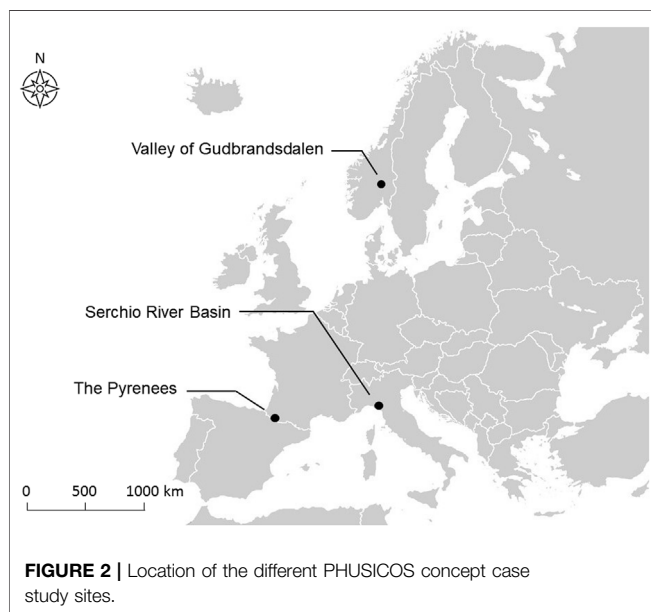 N
Valley of Gudbrandsdalen
Serchio River Basin
The Pyrenees
0 500 1000 km
FIGURE 2 | Location of the different PHUSICOS concept case
study sites.